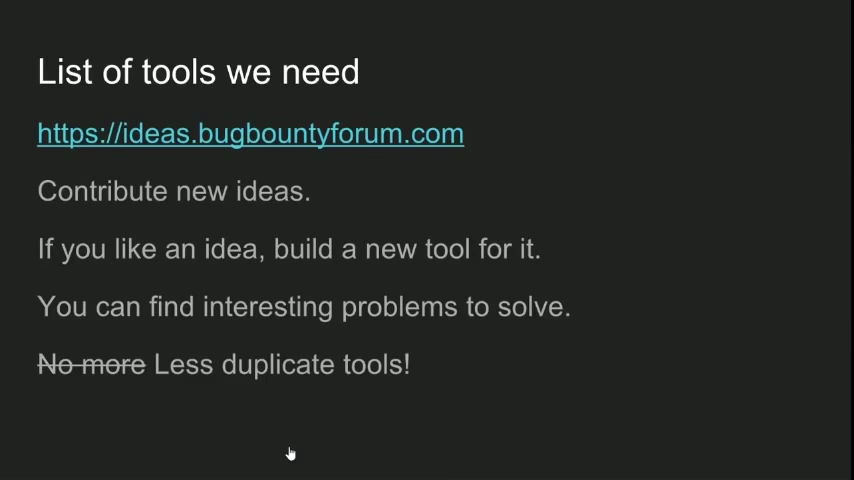 List of tools we need
https://ideas.bugbountyforum.com
Contribute new ideas.
If you like an idea, build a new tool for it.
You can find interesting problems to solve.
No more Less duplicate tools!